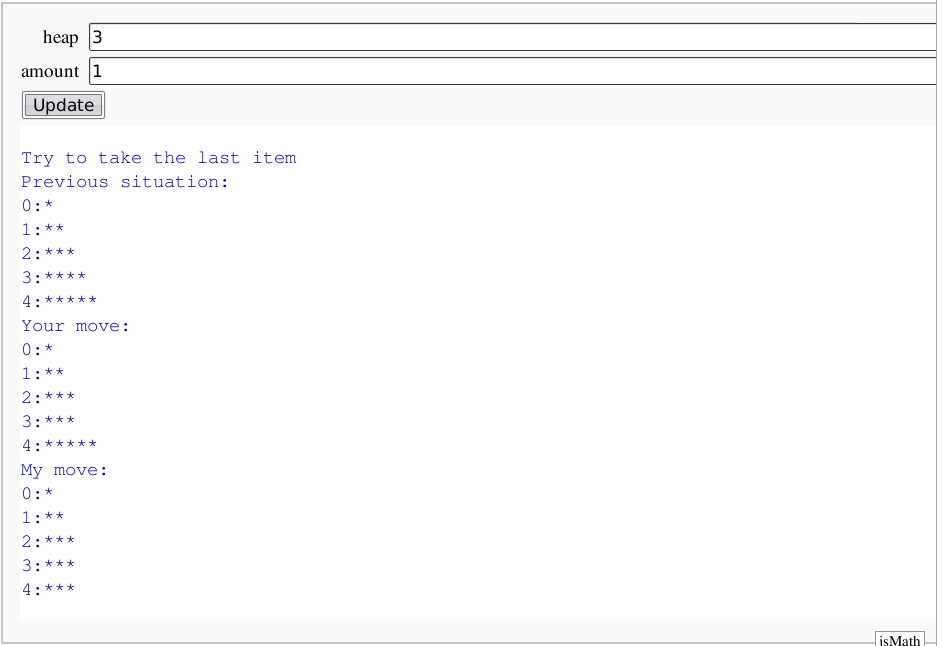 heap 3
amount 1
Update
Try to take the last item
Previous situation:
0:*
1:**
2:***
3:****
4:*****
Your move:
0:*
1:**
2:***
3:***
4:*****
My move:
0:*
1:**
2:***
3:***
4:***
jsMath